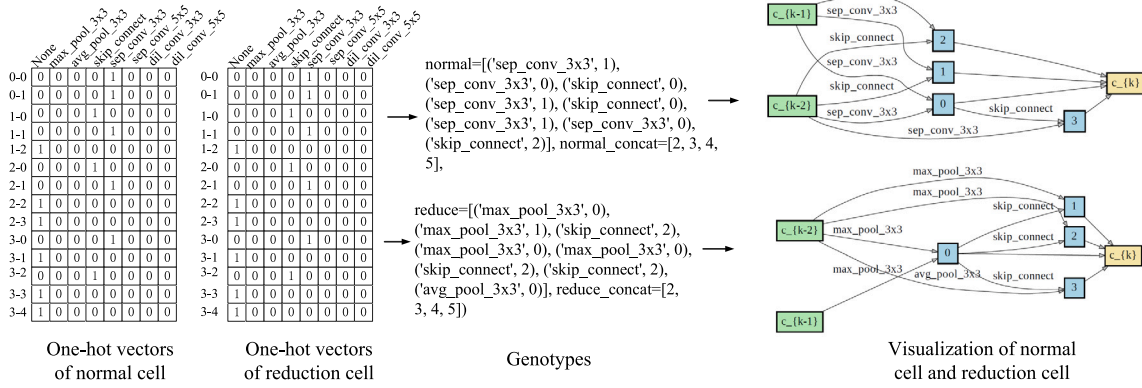 None
max_pool_3x3
avg_pool_3x3
skip_connect
sep_conv_3x3
sep_conv_5x5
dil_conv_3x3
dil_conv_5x5
0-0 0 0 0 0 1 0 0 0
0-1 0 0 0 0 1 0 0 0
1-0 0 0 0 1 0 0 0 0
1-1 0 0 0 0 1 0 0 0
1-2 1 0 0 0 0 0 0 0
2-0 0 0 0 1 0 0 0 0
2-1 0 0 0 0 1 0 0 0
2-2 1 0 0 0 0 0 0 0
2-3 1 0 0 0 0 0 0 0
3-0 0 0 0 0 1 0 0 0
3-1 1 0 0 0 0 0 0 0
3-2 0 0 0 1 0 0 0 0
3-3 1 0 0 0 0 0 0 0
3-4 1 0 0 0 0 0 0 0
One-hot vectors
of normal cell
None
max_pool_3x3
avg_pool_3x3
skip_connect
sep_conv_3x3
sep_conv_5x5
dil_conv_3x3
dil_conv_5x5
0-0 0 0 0 0 1 0 0 0
0-1 0 0 0 0 1 0 0 0
1-0 0 0 0 1 0 0 0 0
1-1 0 0 0 0 1 0 0 0
1-2 1 0 0 0 0 0 0 0
2-0 0 0 0 1 0 0 0 0
2-1 0 0 0 0 1 0 0 0
2-2 1 0 0 0 0 0 0 0
2-3 1 0 0 0 0 0 0 0
3-0 0 0 0 0 1 0 0 0
3-1 1 0 0 0 0 0 0 0
3-2 0 0 0 1 0 0 0 0
3-3 1 0 0 0 0 0 0 0
3-4 1 0 0 0 0 0 0 0
One-hot vectors
of reduction cell
normal=[('sep_conv_3x3', 1),
('sep_conv_3x3', 0), ('skip_connect', 0),
('sep_conv_3x3', 1), ('skip_connect', 0),
('sep_conv_3x3', 1), ('sep_conv_3x3', 0),
('skip_connect', 2)], normal_concat=[2, 3, 4,
5],
reduce=[('max_pool_3x3', 0),
('max_pool_3x3', 1), ('skip_connect', 2),
('max_pool_3x3', 0), ('max_pool_3x3', 0),
('skip_connect', 2), ('skip_connect', 2),
('avg_pool_3x3', 0)], reduce_concat=[2,
3, 4, 5])
Genotypes
c_{k-1}
sep_conv_3x3
skip_connect
sep_conv_3x3
c_{k-2}
skip_connect
sep_conv_3x3
sep_conv_3x3
2
1
0
skip_connect
3
c_{k}
max_pool_3x3
max_pool_3x3
c_{k-2}
max_pool_3x3
max_pool_3x3
avg_pool_3x3
c_{k-1}
0
skip_connect
skip_connect
skip_connect
1
2
3
c_{k}
Visualization of normal
cell and reduction cell